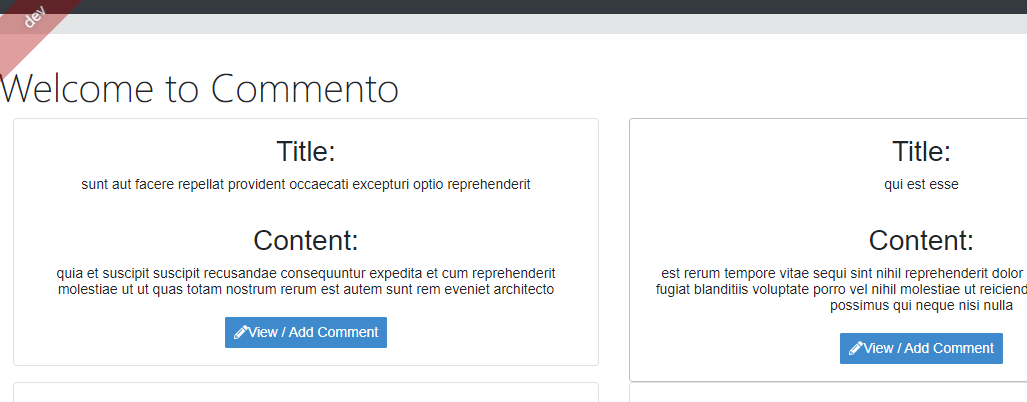 dev
Welcome to Commento
Title:
sunt aut facere repellat provident occaecati excepturi optio reprehenderit
Content:
quia et suscipit suscipit recusandae consequuntur expedita et cum reprehenderit
molestiae ut ut quas totam nostrum rerum est autem sunt rem eveniet architecto
View / Add Comment
Title:
qui est esse
Content:
est rerum tempore vitae sequi sint nihil reprehenderit dolor
fugiat blanditiis voluptate porro vel nihil molestiae ut reiciend
possimus qui neque nisi nulla
View / Add Comment